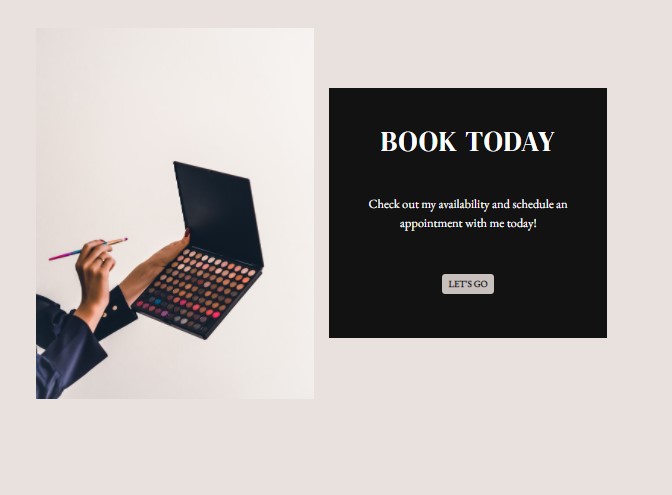 BOOK TODAY
Check out my availability and schedule an
appointment with me today!
LET'S GO